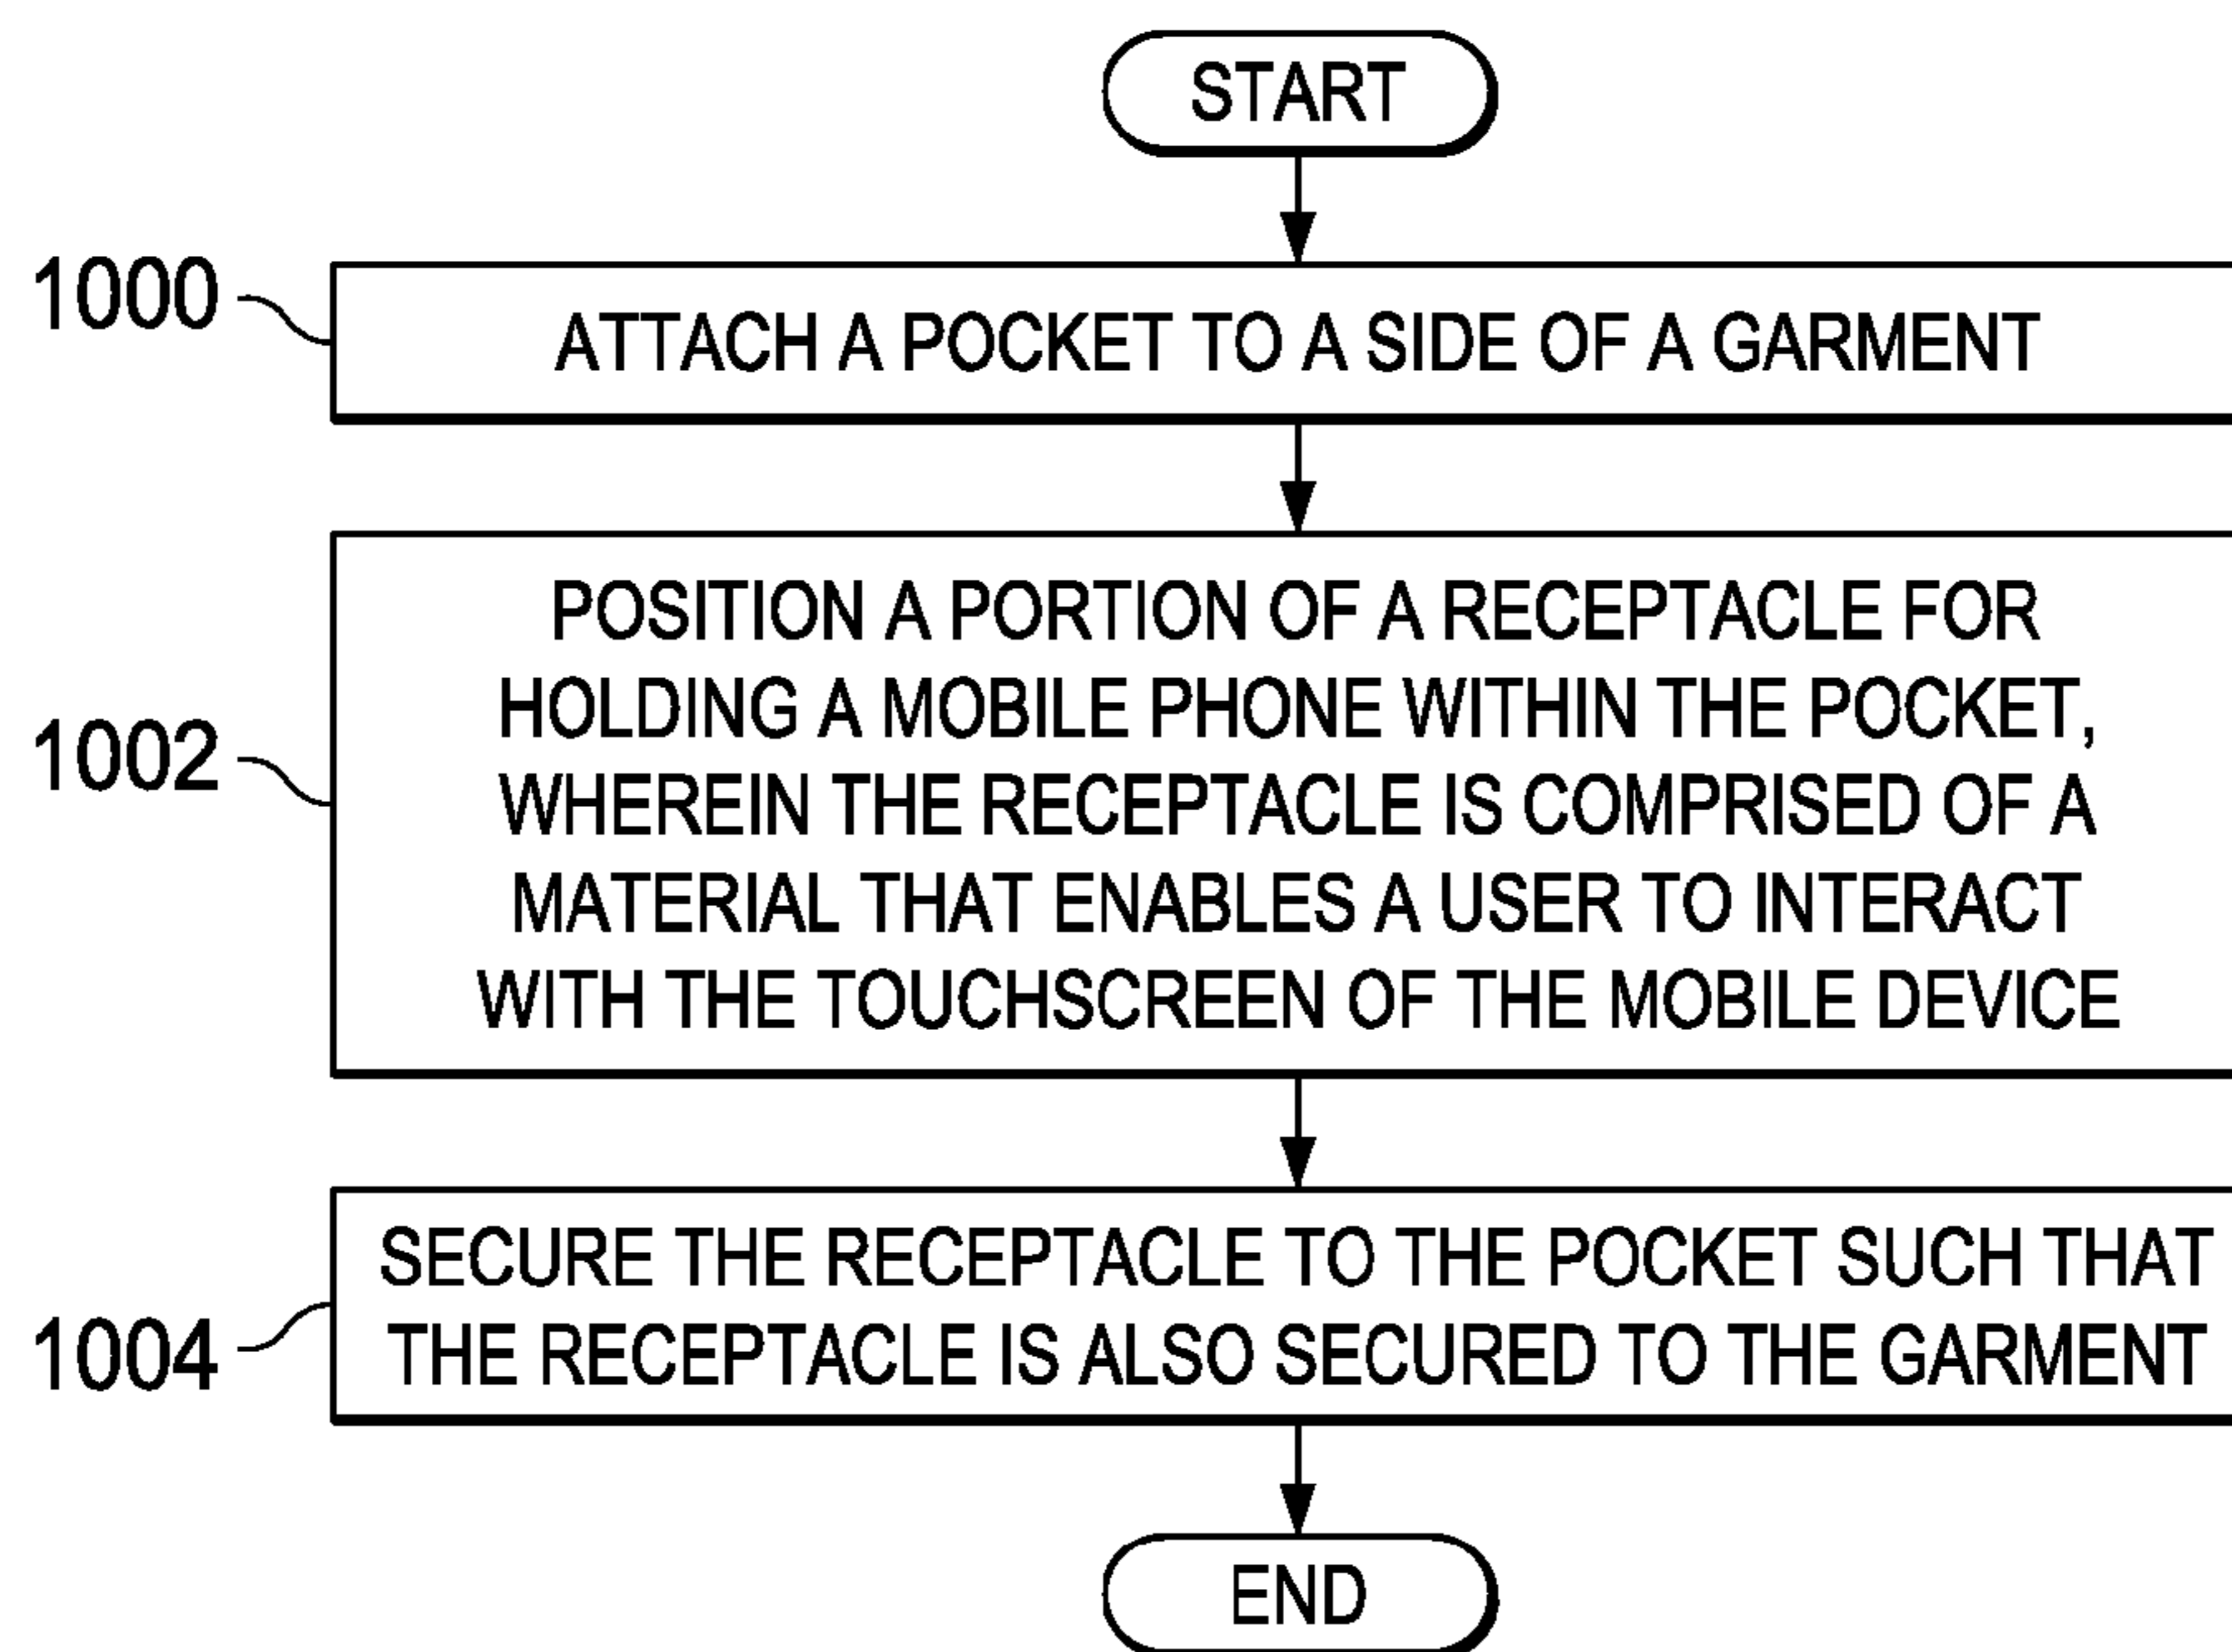 START
1000
ATTACH A POCKET TO A SIDE OF A GARMENT
1002
POSITION A PORTION OF A RECEPTACLE FOR
HOLDING A MOBILE PHONE WITHIN THE POCKET,
WHEREIN THE RECEPTACLE IS COMPRISED OF A
MATERIAL THAT ENABLES A USER TO INTERACT
WITH THE TOUCHSCREEN OF THE MOBILE DEVICE
1004
SECURE THE RECEPTACLE TO THE POCKET SUCH THAT
THE RECEPTACLE IS ALSO SECURED TO THE GARMENT
END